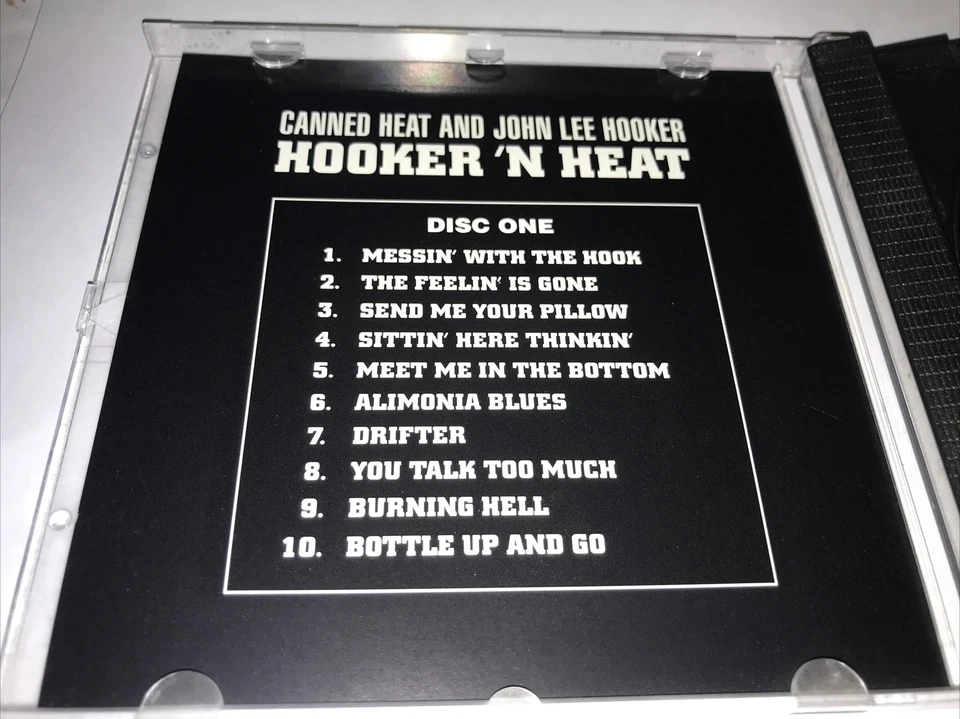 CANNED HEAT AND JOHN LEE HOOKER
HOOKER 'N HEAT
DISC ONE
1. MESSIN' WITH THE HOOK
2. THE FEELIN' IS GONE
3. SEND ME YOUR PILLOW
4. SITTIN' HERE THINKIN'
5. MEET ME IN THE BOTTOM
6. ALIMONIA BLUES
7. DRIFTER
8. YOU TALK TOO MUCH
9. BURNING HELL
10. BOTTLE UP AND GO